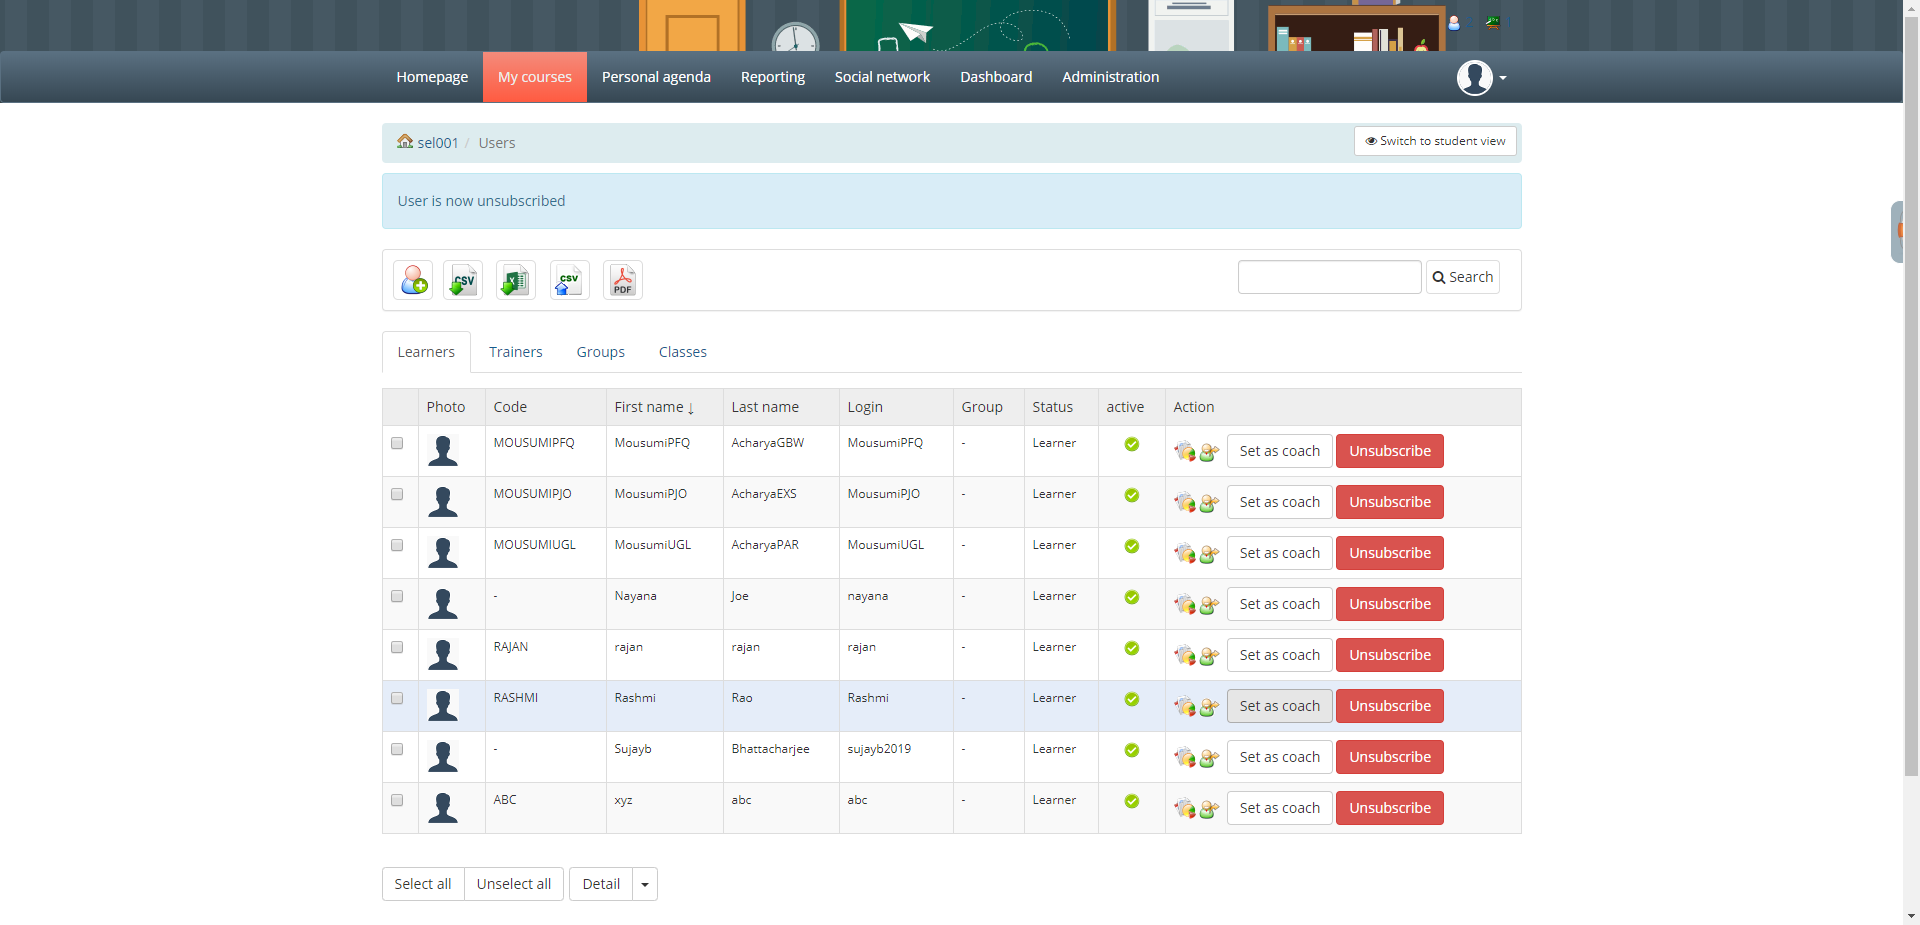 Homepage My courses Personal agenda Reporting Social network Dashboard Administration
sel001 / Users Switch to student view
User is now unsubscribed
CSV CSV PDF Search
Learners Trainers Groups Classes
Photo Code First name ↓ Last name Login Group Status active Action
MOUSUMIPFQ MousumiPFQ AcharyaGBW MousumiPFQ - Learner Set as coach Unsubscribe
MOUSUMIPJO MousumiPJO AcharyaEXS MousumiPJO - Learner Set as coach Unsubscribe
MOUSUMIUGL MousumiUGL AcharyaPAR MousumiUGL - Learner Set as coach Unsubscribe
- Nayana Joe nayana - Learner Set as coach Unsubscribe
RAJAN rajan rajan rajan - Learner Set as coach Unsubscribe
RASHMI Rashmi Rao Rashmi - Learner Set as coach Unsubscribe
- Sujayb Bhattacharjee sujayb2019 - Learner Set as coach Unsubscribe
ABC xyz abc abc - Learner Set as coach Unsubscribe
Select all Unselect all Detail